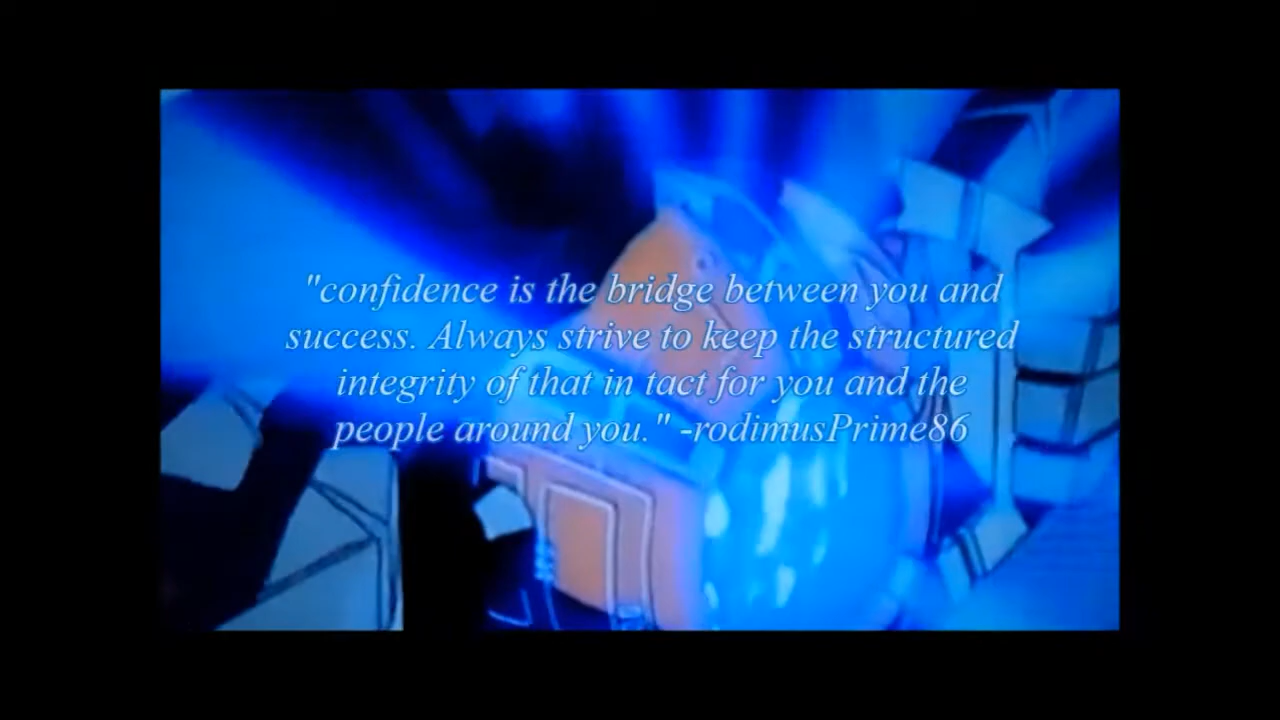 "confidence is the bridge between you and
success. Always strive to keep the structured
integrity of that in tact for you and the
people around you." -rodimusPrime86